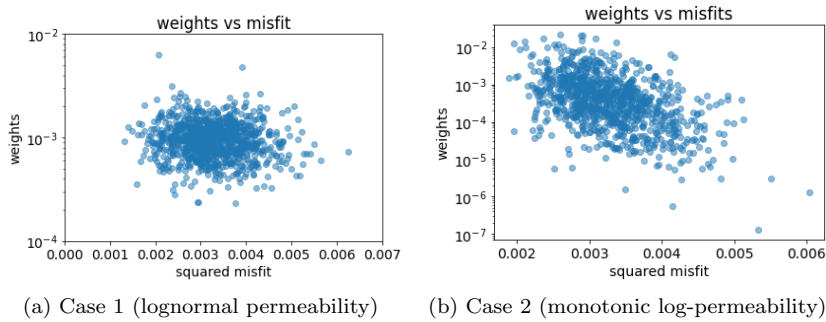 weights vs misfit
10⁻²
10⁻³
10⁻⁴
weights
0.000 0.001 0.002 0.003 0.004 0.005 0.006 0.007
squared misfit
(a) Case 1 (lognormal permeability)
weights vs misfits
10⁻²
10⁻³
10⁻⁴
10⁻⁵
10⁻⁶
10⁻⁷
weights
0.002 0.003 0.004 0.005 0.006
squared misfit
(b) Case 2 (monotonic log-permeability)